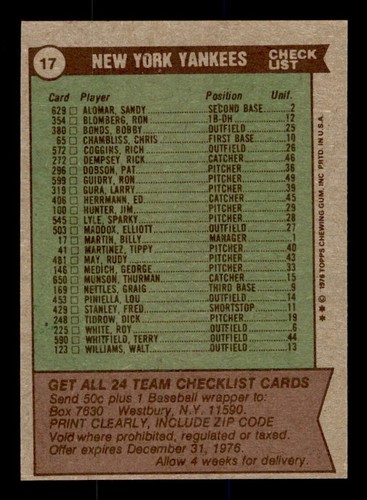 17 NEW YORK YANKEES CHECK LIST
Card Player Position Unif.
629 □ ALOMAR, SANDY SECOND BASE 2
354 □ BLOMBERG, RON 1B-DH 12
380 □ BONDS, BOBBY OUTFIELD 25
65 □ CHAMBLISS, CHRIS FIRST BASE 10
572 □ COGGINS, RICH OUTFIELD 26
272 □ DEMPSEY, RICK CATCHER 46
296 □ DOBSON, PAT PITCHER 36
599 □ GUIDRY, RON PITCHER 49
319 □ GURA, LARRY PITCHER 39
406 □ HERRMANN, ED CATCHER 45
100 □ HUNTER, JIM PITCHER 29
545 □ LYLE, SPARKY PITCHER 28
503 □ MADDOX, ELLIOTT OUTFIELD 27
17 □ MARTIN, BILLY MANAGER 1
41 □ MARTINEZ, TIPPY PITCHER 40
481 □ MAY, RUDY PITCHER 43
146 □ MEDICH, GEORGE PITCHER 33
650 □ MUNSON, THURMAN CATCHER 15
169 □ NETTLES, GRAIG THIRD BASE 9
453 □ PINIELLA, LOU OUTFIELD 14
429 □ STANLEY, FRED SHORTSTOP 11
248 □ TIDROW, DICK PITCHER 19
225 □ WHITE, ROY OUTFIELD 6
590 □ WHITFIELD, TERRY OUTFIELD 44
123 □ WILLIAMS, WALT OUTFIELD 13
** © 1976 TOPPS CHEWING GUM, INC. PRTD. IN U.S.A.
GET ALL 24 TEAM CHECKLIST CARDS
Send 50c plus 1 Baseball wrapper to:
Box 7630 Westbury, N.Y. 11590.
PRINT CLEARLY, INCLUDE ZIP CODE
Void where prohibited, regulated or taxed.
Offer expires December 31, 1976.
Allow 4 weeks for delivery.